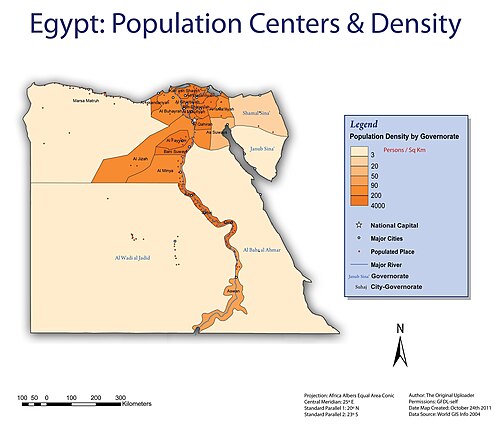 Egypt: Population Centers & Density
Marsa Matruh
Shamal Sina'
Janub Sina'
As Suways
Al Fayyum
Bani Suwayf
Al Jizah
Al Minya
Al Wadi al Jadid
Al Bahr al Ahmar
Aswan
Legend
Population Density by Governorate
Persons / Sq Km
3
20
50
90
200
4000
National Capital
Major Cities
Populated Place
Major River
Janub Sina' Governorate
Suhaj City-Governorate
N
100 50 0 100 200 300
Kilometers
Projection: Africa Albers Equal Area Conic
Central Meridian: 25º E
Standard Parallel 1: 20º N
Standard Parallel 2: 23º S
Author: The Original Uploader
Permissions: GFDL-self
Date Map Created: October 24th 2011
Data Source: World GIS Info 2004